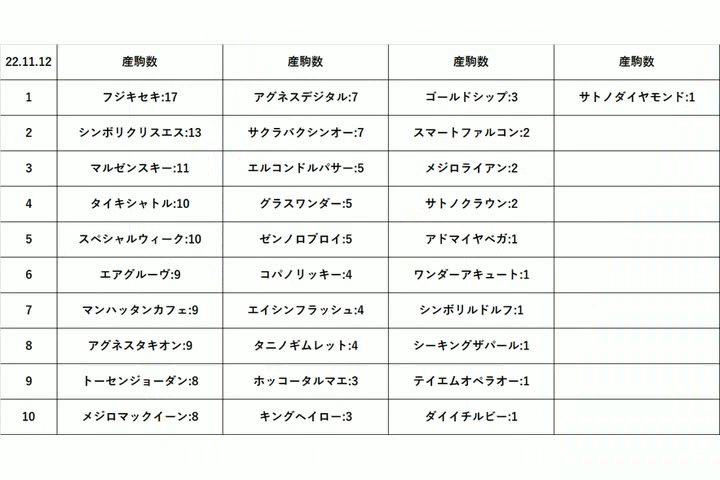 22.11.12 産駒数 産駒数 産駒数 産駒数
1 フジキセキ:17 アグネスデジタル:7 ゴールドシップ:3 サトノダイヤモンド:1
2 シンボリクリスエス:13 サクラバクシンオー:7 スマートファルコン:2
3 マルゼンスキー:11 エルコンドルパサー:5 メジロライアン:2
4 タイキシャトル:10 グラスワンダー:5 サトノクラウン:2
5 スペシャルウィーク:10 ゼンノロブロイ:5 アドマイヤベガ:1
6 エアグルーヴ:9 コパノリッキー:4 ワンダーアキュート:1
7 マンハッタンカフェ:9 エイシンフラッシュ:4 シンボリルドルフ:1
8 アグネスタキオン:9 タニノギムレット:4 シーキングザパール:1
9 トーセンジョーダン:8 ホッコータルマエ:3 テイエムオペラオー:1
10 メジロマックイーン:8 キングヘイロー:3 ダイイチルビー:1